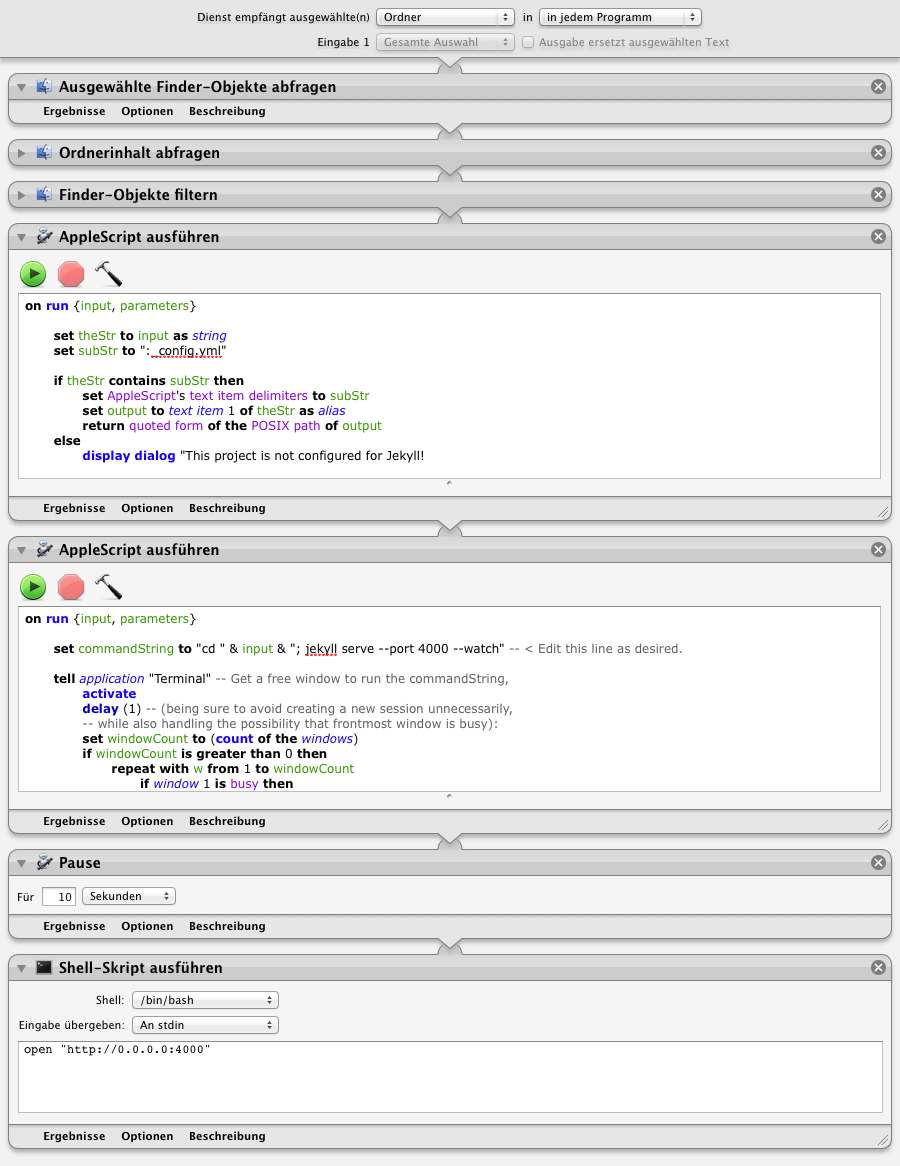 Dienst empfängt ausgewählte(n) Ordner in in jedem Programm
Eingabe 1 Gesamte Auswahl Ausgabe ersetzt ausgewählten Text
Ausgewählte Finder-Objekte abfragen
Ergebnisse Optionen Beschreibung
Ordnerinhalt abfragen
Finder-Objekte filtern
AppleScript ausführen
on run {input, parameters}
set theStr to input as string
set subStr to ":_config.yml"
if theStr contains subStr then
set AppleScript's text item delimiters to subStr
set output to text item 1 of theStr as alias
return quoted form of the POSIX path of output
else
display dialog "This project is not configured for Jekyll!
Ergebnisse Optionen Beschreibung
AppleScript ausführen
on run {input, parameters}
set commandString to "cd " & input & "; jekyll serve --port 4000 --watch" -- < Edit this line as desired.
tell application "Terminal" -- Get a free window to run the commandString,
activate
delay (1) -- (being sure to avoid creating a new session unnecessarily,
-- while also handling the possibility that frontmost window is busy):
set windowCount to (count of the windows)
if windowCount is greater than 0 then
repeat with w from 1 to windowCount
if window 1 is busy then
Ergebnisse Optionen Beschreibung
Pause
Für 10 Sekunden
Ergebnisse Optionen Beschreibung
Shell-Skript ausführen
Shell: /bin/bash
Eingabe übergeben: An stdin
open "http://0.0.0.0:4000"
Ergebnisse Optionen Beschreibung